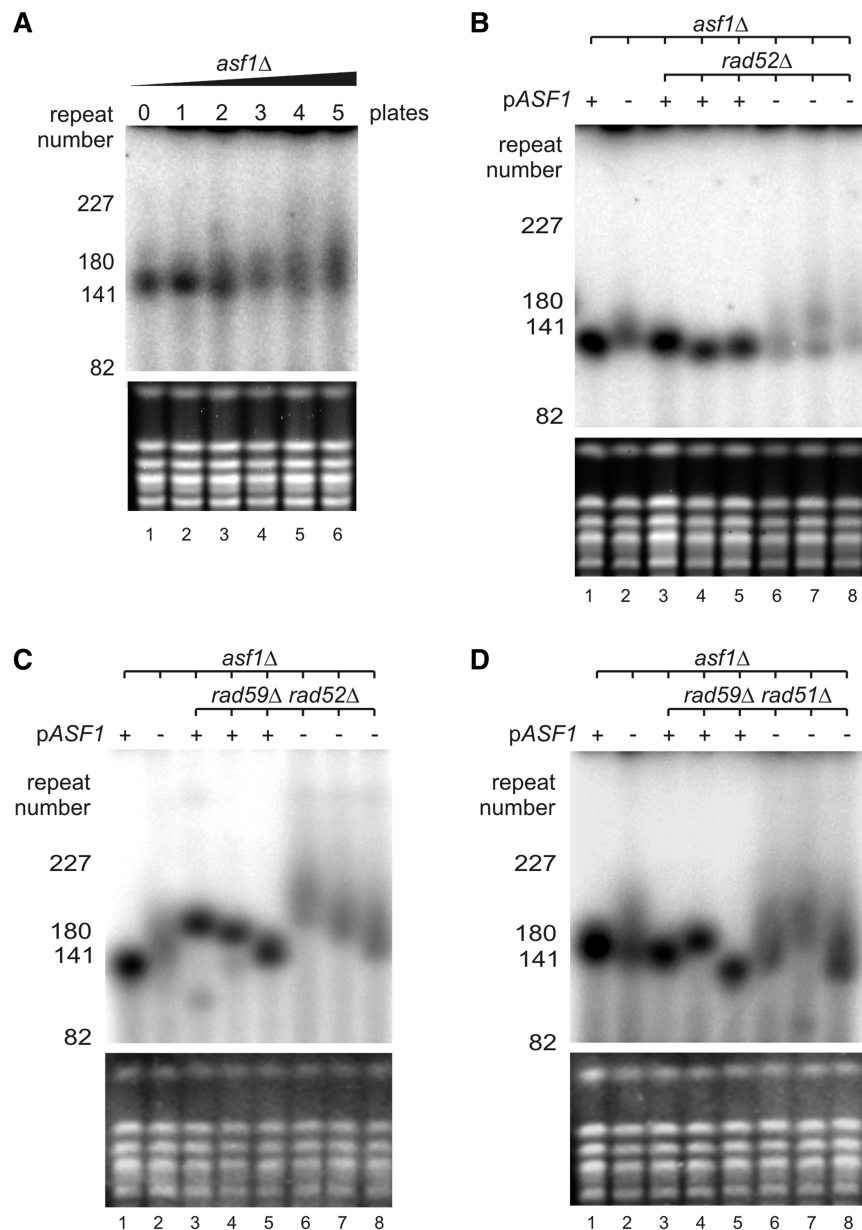 A
asf1Δ
repeat number
0 1 2 3 4 5 plates
227
180
141
82
1 2 3 4 5 6
B
asf1Δ
rad52Δ
pASF1 + - + + + - - -
repeat number
227
180
141
82
1 2 3 4 5 6 7 8
C
asf1Δ
rad59Δ rad52Δ
pASF1 + - + + + - - -
repeat number
227
180
141
82
1 2 3 4 5 6 7 8
D
asf1Δ
rad59Δ rad51Δ
pASF1 + - + + + - - -
repeat number
227
180
141
82
1 2 3 4 5 6 7 8